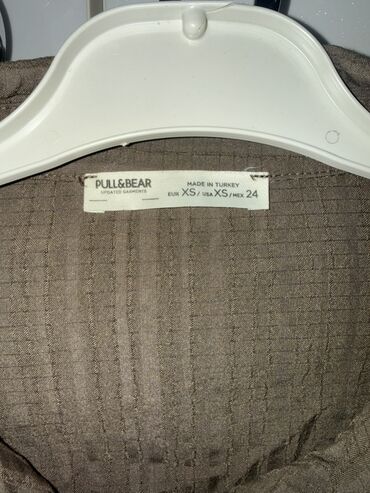 PULL&BEAR
UPDATED GARMENTS
MADE IN TURKEY
EUR XS / USA XS / MEX 24